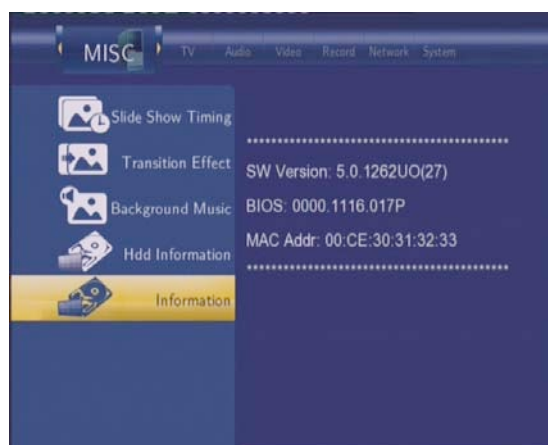 MISC TV Audio Video Record Network System
Slide Show Timing
Transition Effect
Background Music
Hdd Information
Information
******************************************
SW Version: 5.0.1262UO(27)
BIOS: 0000.1116.017P
MAC Addr: 00:CE:30:31:32:33
******************************************